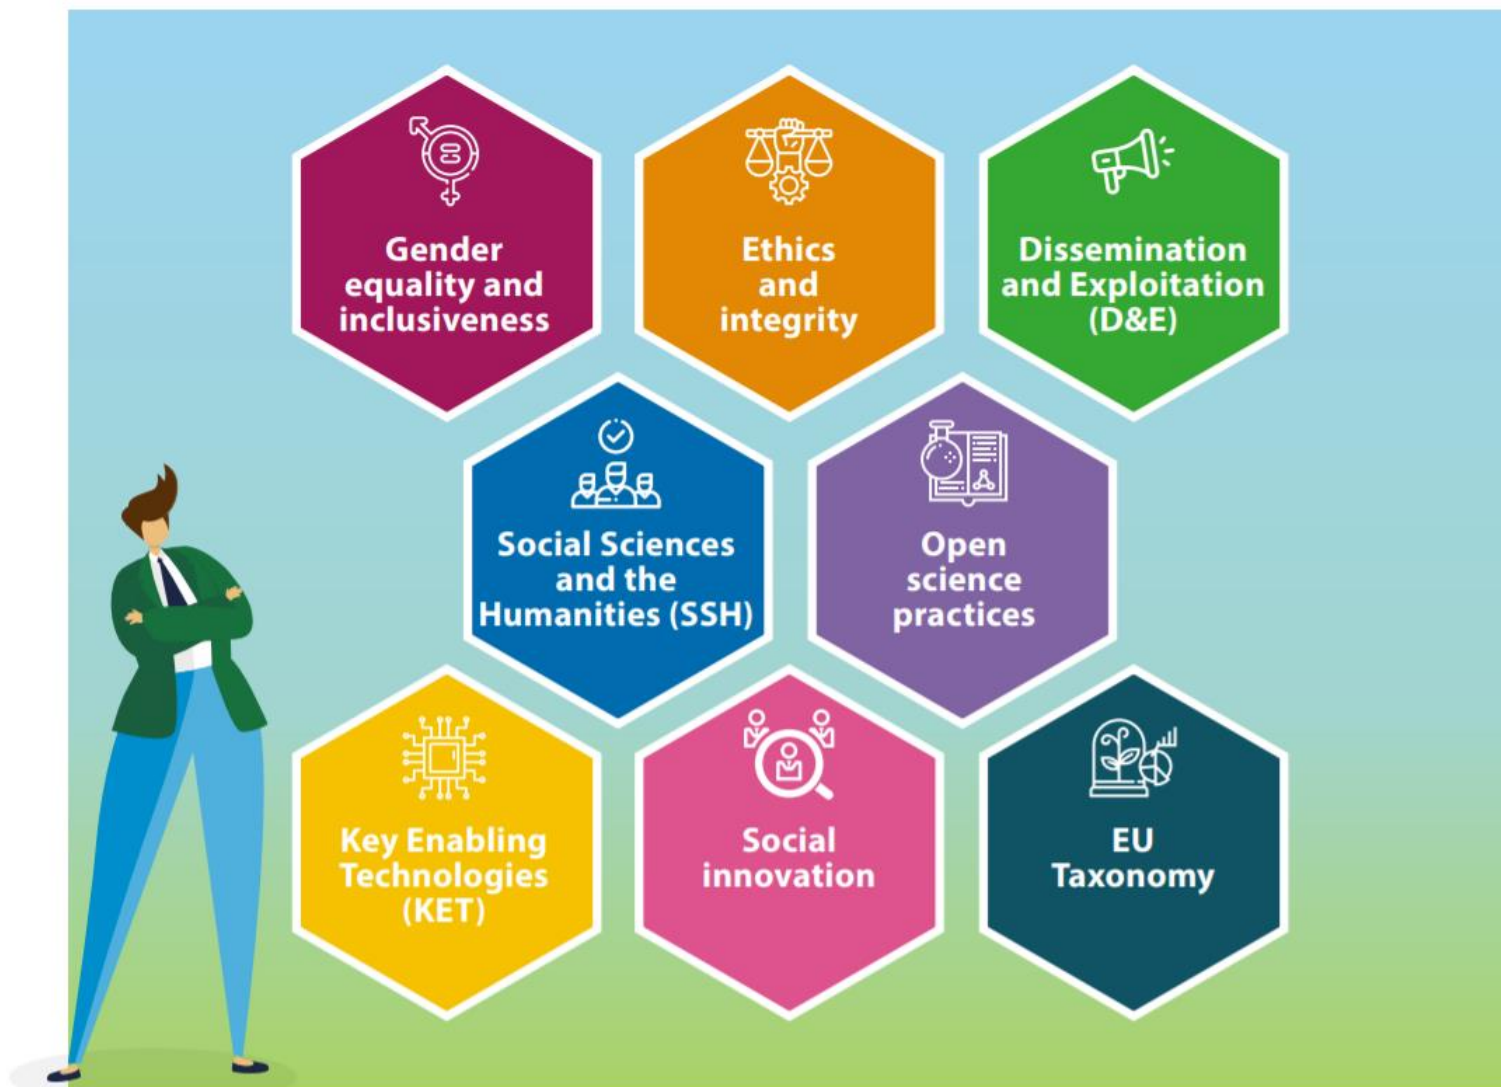 Gender
equality and
inclusiveness
Ethics
and
integrity
Dissemination
and Exploitation
(D&E)
Social Sciences
and the
Humanities (SSH)
Open
science
practices
Key Enabling
Technologies
(KET)
Social
innovation
EU
Taxonomy